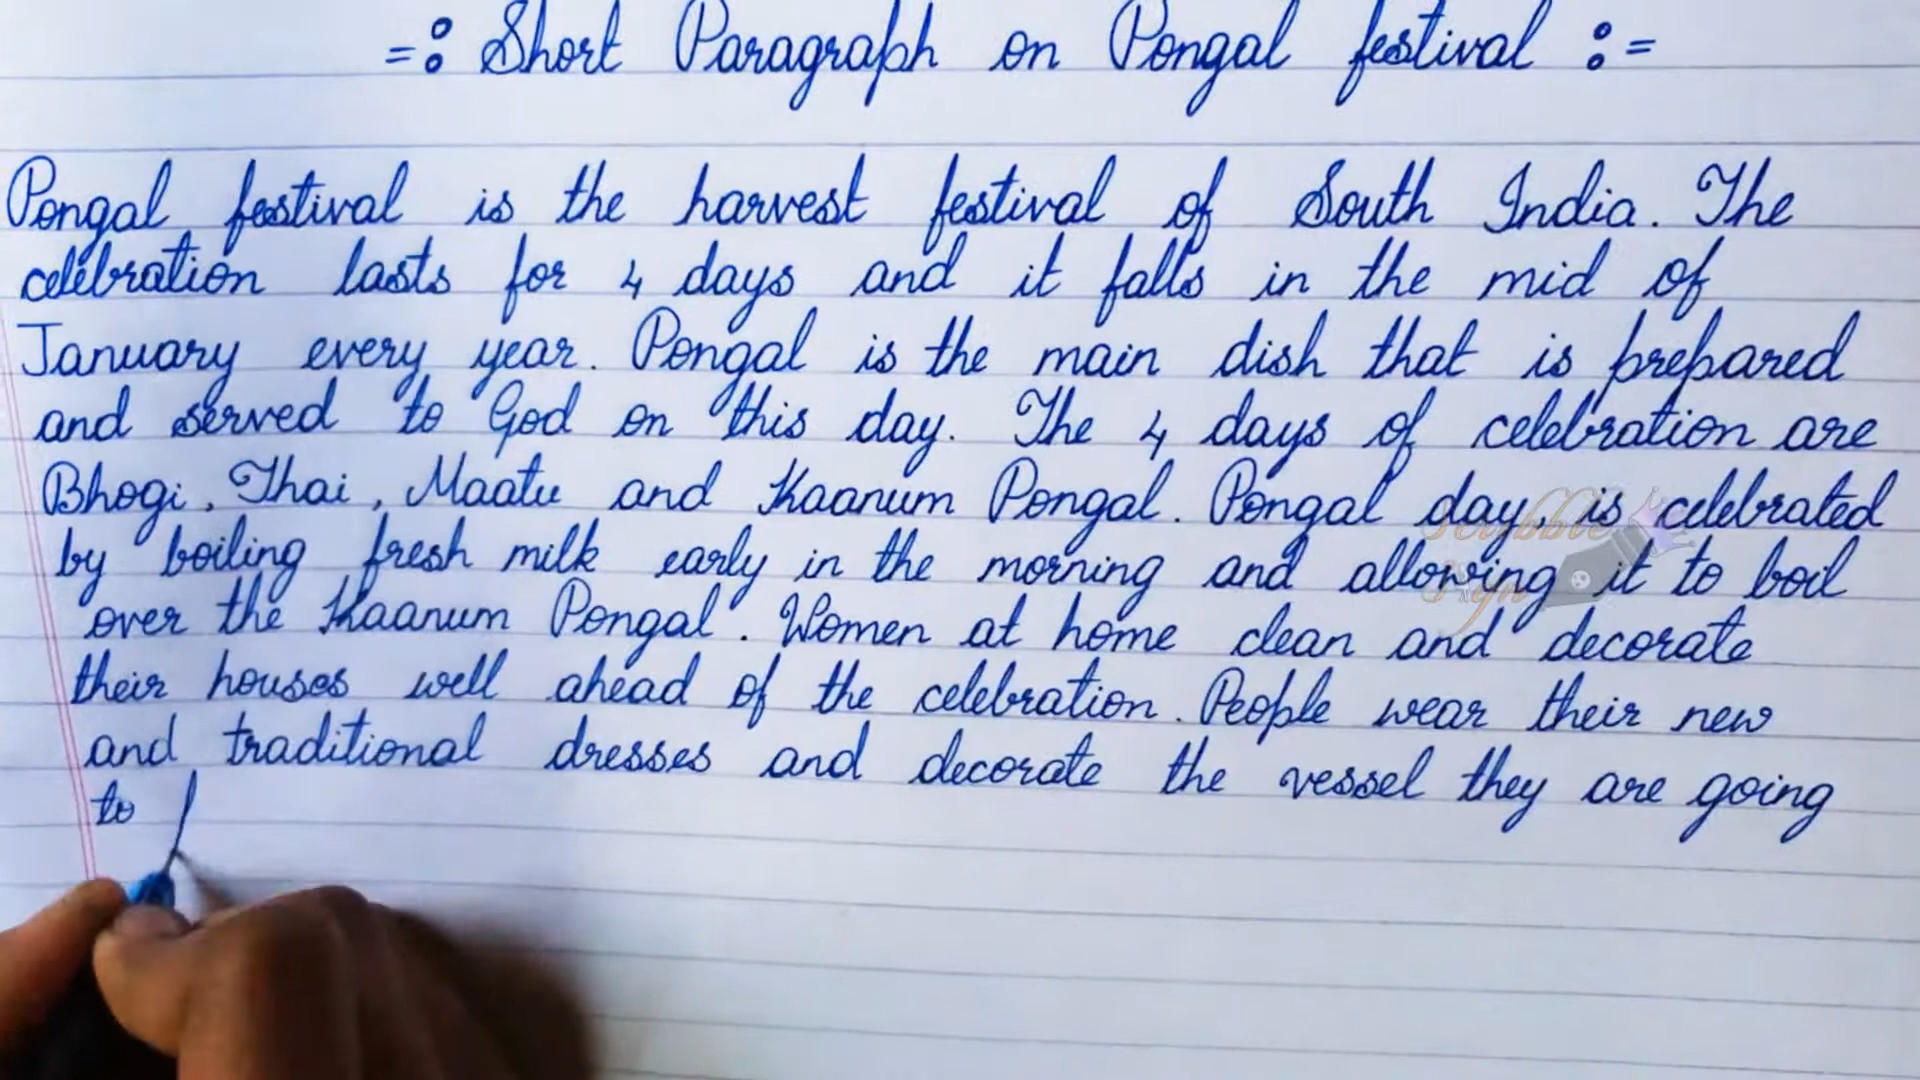 =: Short Paragraph on Pongal festival :=
Pongal festival is the harvest festival of South India. The
celebration lasts for 4 days and it falls in the mid of
January every year. Pongal is the main dish that is prepared
and served to God on this day. The 4 days of celebration are
Bhogi, Thai, Maatu and Kaanum Pongal. Pongal day, is celebrated
by boiling fresh milk early in the morning and allowing it to boil
over the Kaanum Pongal. Women at home clean and decorate
their houses well ahead of the celebration. People wear their new
and traditional dresses and decorate the vessel they are going
to